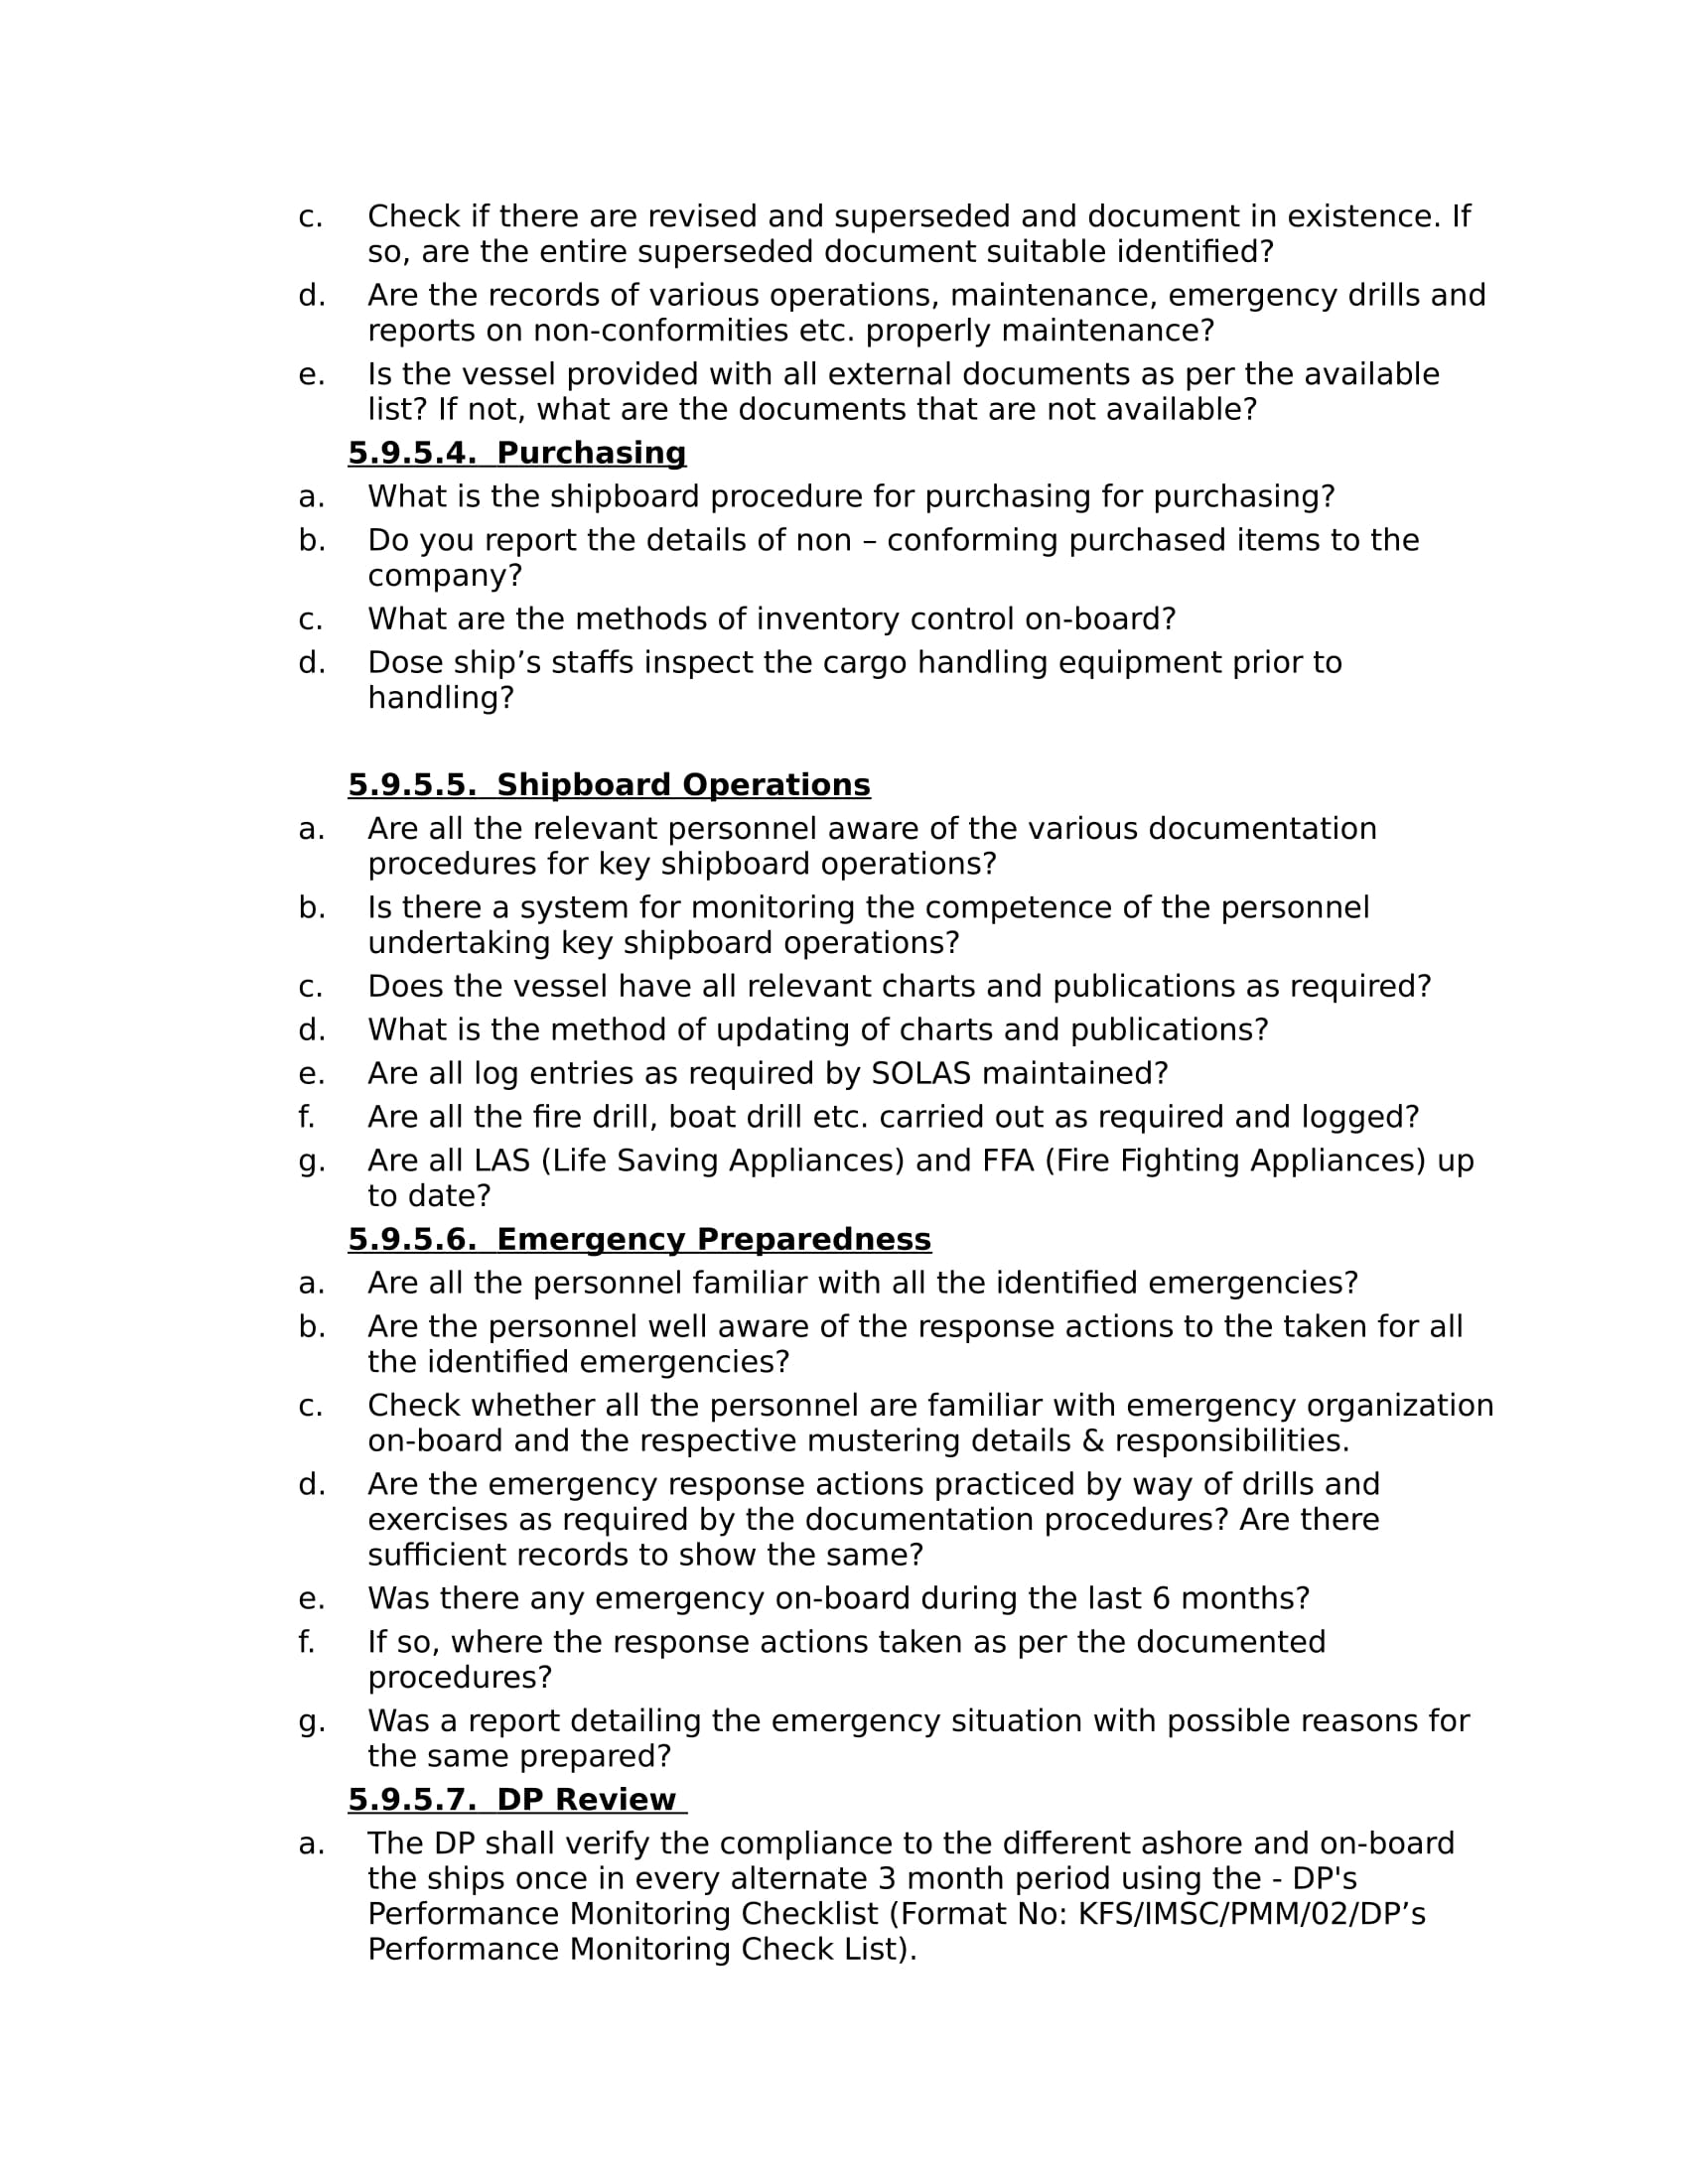 c. Check if there are revised and superseded and document in existence. If
so, are the entire superseded document suitable identified?
d. Are the records of various operations, maintenance, emergency drills and
reports on non-conformities etc. properly maintenance?
e. Is the vessel provided with all external documents as per the available
list? If not, what are the documents that are not available?
5.9.5.4. Purchasing
a. What is the shipboard procedure for purchasing for purchasing?
b. Do you report the details of non – conforming purchased items to the
company?
c. What are the methods of inventory control on-board?
d. Dose ship’s staffs inspect the cargo handling equipment prior to
handling?
5.9.5.5. Shipboard Operations
a. Are all the relevant personnel aware of the various documentation
procedures for key shipboard operations?
b. Is there a system for monitoring the competence of the personnel
undertaking key shipboard operations?
c. Does the vessel have all relevant charts and publications as required?
d. What is the method of updating of charts and publications?
e. Are all log entries as required by SOLAS maintained?
f. Are all the fire drill, boat drill etc. carried out as required and logged?
g. Are all LAS (Life Saving Appliances) and FFA (Fire Fighting Appliances) up
to date?
5.9.5.6. Emergency Preparedness
a. Are all the personnel familiar with all the identified emergencies?
b. Are the personnel well aware of the response actions to the taken for all
the identified emergencies?
c. Check whether all the personnel are familiar with emergency organization
on-board and the respective mustering details & responsibilities.
d. Are the emergency response actions practiced by way of drills and
exercises as required by the documentation procedures? Are there
sufficient records to show the same?
e. Was there any emergency on-board during the last 6 months?
f. If so, where the response actions taken as per the documented
procedures?
g. Was a report detailing the emergency situation with possible reasons for
the same prepared?
5.9.5.7. DP Review
a. The DP shall verify the compliance to the different ashore and on-board
the ships once in every alternate 3 month period using the - DP's
Performance Monitoring Checklist (Format No: KFS/IMSC/PMM/02/DP’s
Performance Monitoring Check List).